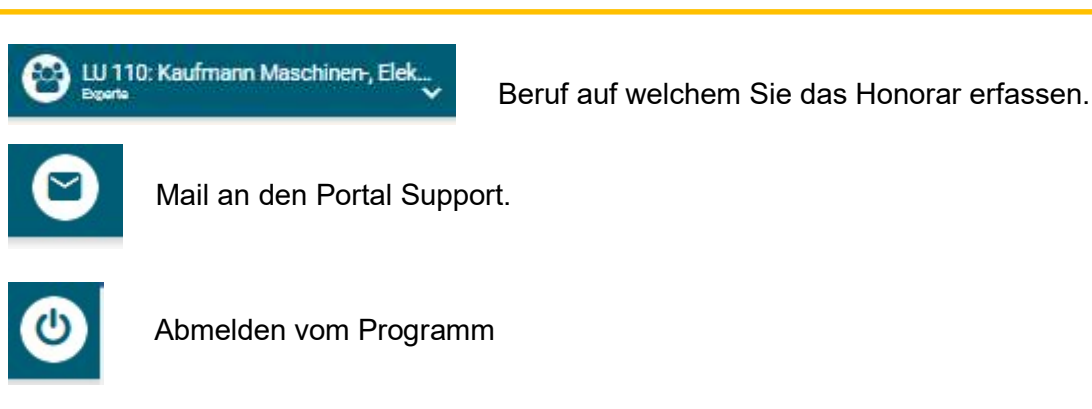 LU 110: Kaufmann Maschinen-, Elek...
Experte
Beruf auf welchem Sie das Honorar erfassen.
Mail an den Portal Support.
Abmelden vom Programm